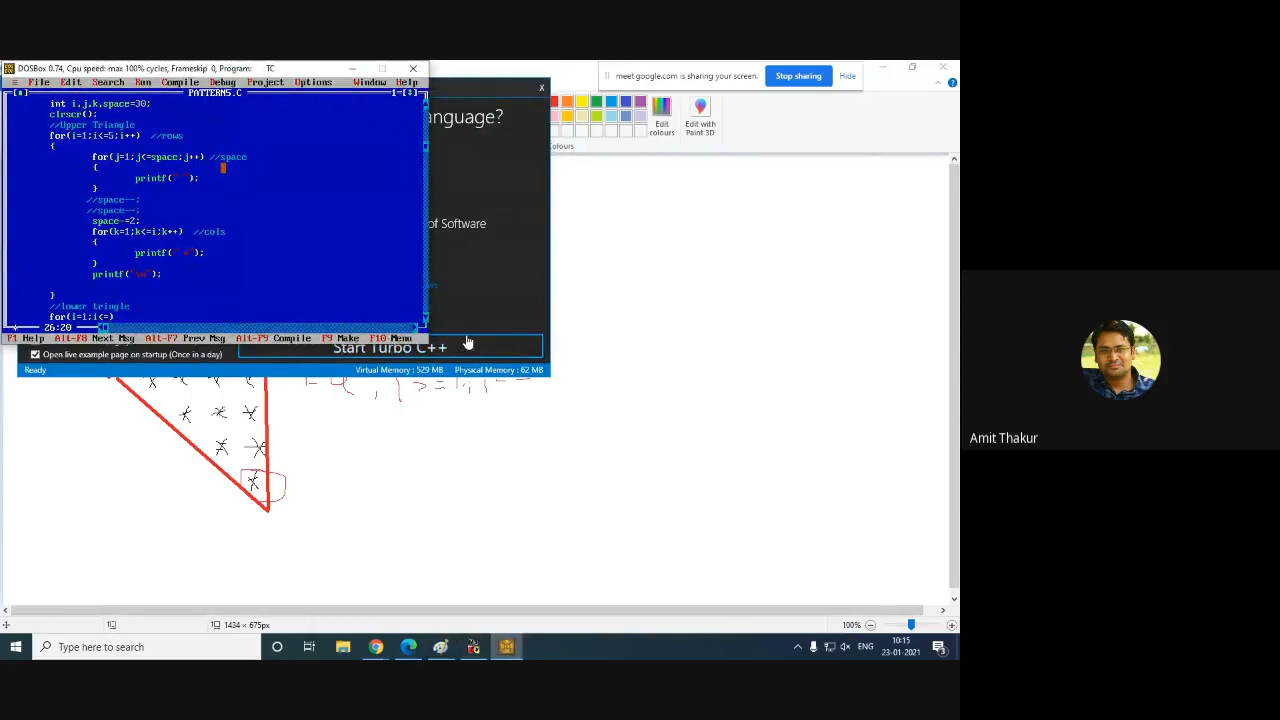 DOSBox 0.74, Cpu speed: max 100% cycles, Frameskip 0, Program: TC
meet.google.com is sharing your screen.
Stop sharing
Hide
File Edit Search Run Compile Debug Project Options Window Help
PATTERN5.C
1
int i,j,k,space=30;
clrscr();
//Upper Triangle
for(i=1;i<=5;i++) //rows
{
for(j=1;j<=space;j++) //space
{
printf(" ");
}
//space--;
//space--;
space-=2;
for(k=1;k<=i;k++) //cols
{
printf(" *");
}
printf("\n");
}
//lower tringle
for(i=1;i<=)
26:20
F1 Help Alt-F8 Next Msg Alt-F7 Prev Msg Alt-F9 Compile F9 Make F10 Menu
X
anguage?
of Software
Start Turbo C++
Open live example page on startup (Once in a day)
Ready
Virtual Memory : 529 MB
Physical Memory : 62 MB
Edit colours
Edit with Paint 3D
olours
* * *
* *
*
Amit Thakur
1434 × 675px
100%
Type here to search
ENG
10:15
23-01-2021
3